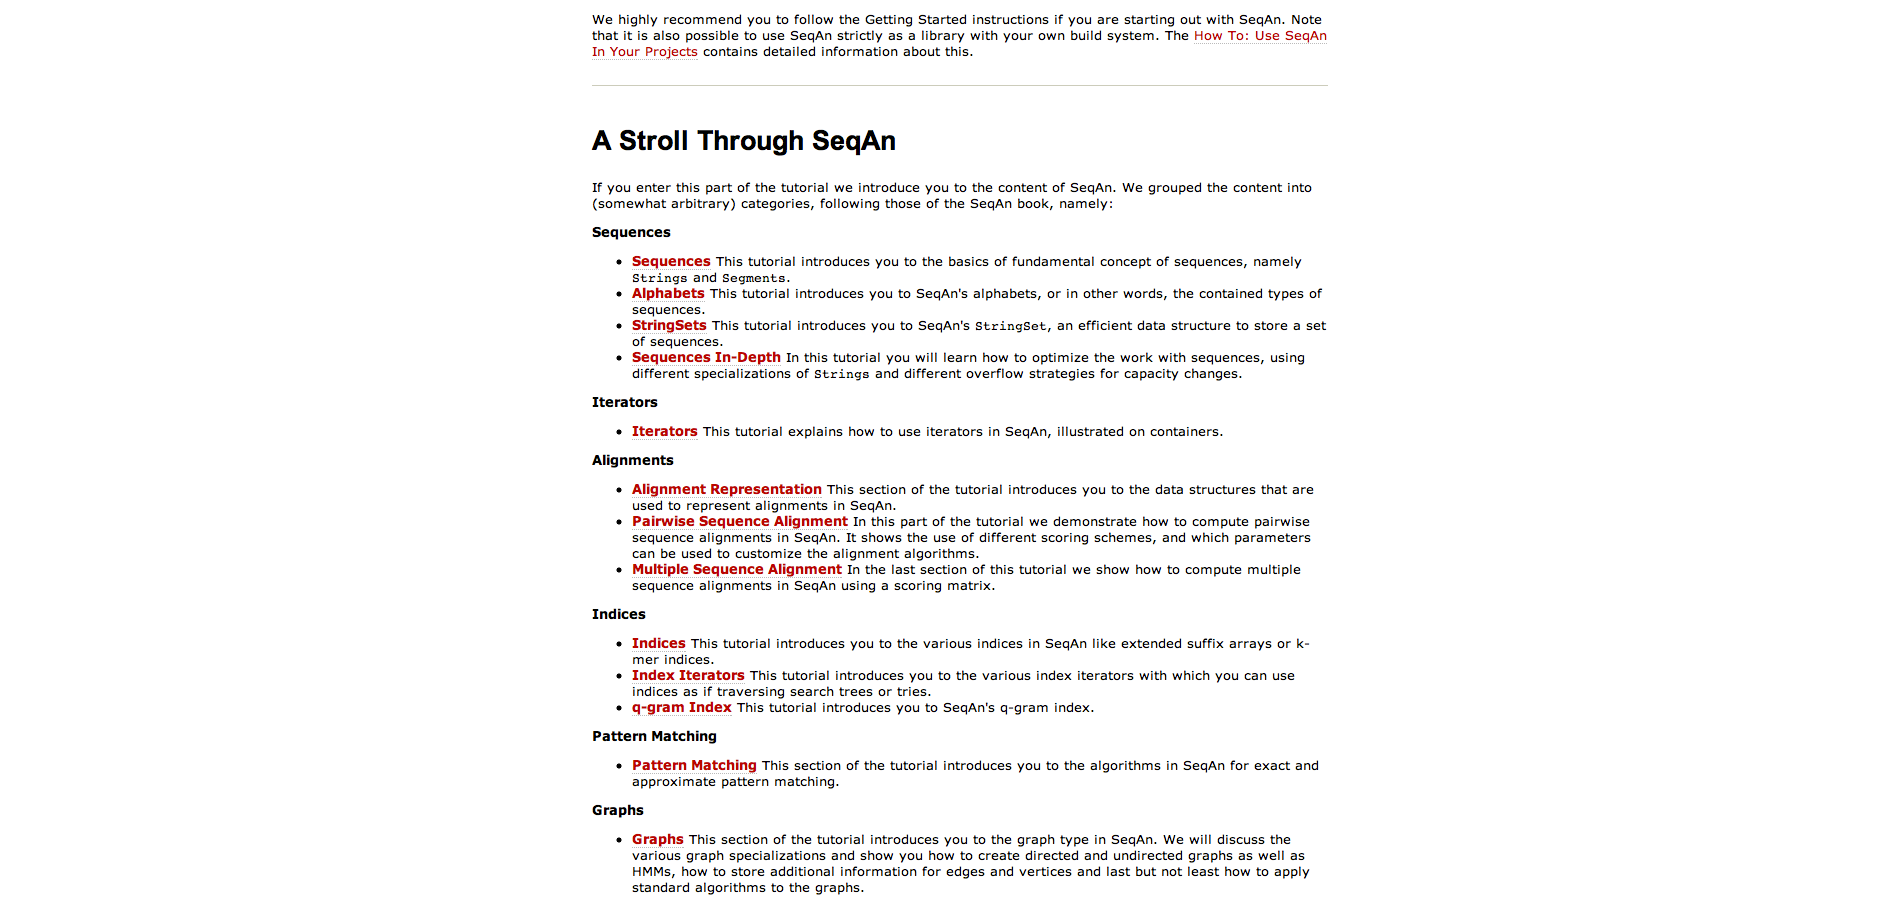 We highly recommend you to follow the Getting Started instructions if you are starting out with SeqAn. Note
that it is also possible to use SeqAn strictly as a library with your own build system. The How To: Use SeqAn
In Your Projects contains detailed information about this.
A Stroll Through SeqAn
If you enter this part of the tutorial we introduce you to the content of SeqAn. We grouped the content into
(somewhat arbitrary) categories, following those of the SeqAn book, namely:
Sequences
• Sequences This tutorial introduces you to the basics of fundamental concept of sequences, namely
Strings and Segments.
• Alphabets This tutorial introduces you to SeqAn's alphabets, or in other words, the contained types of
sequences.
• StringSets This tutorial introduces you to SeqAn's StringSet, an efficient data structure to store a set
of sequences.
• Sequences In-Depth In this tutorial you will learn how to optimize the work with sequences, using
different specializations of Strings and different overflow strategies for capacity changes.
Iterators
• Iterators This tutorial explains how to use iterators in SeqAn, illustrated on containers.
Alignments
• Alignment Representation This section of the tutorial introduces you to the data structures that are
used to represent alignments in SeqAn.
• Pairwise Sequence Alignment In this part of the tutorial we demonstrate how to compute pairwise
sequence alignments in SeqAn. It shows the use of different scoring schemes, and which parameters
can be used to customize the alignment algorithms.
• Multiple Sequence Alignment In the last section of this tutorial we show how to compute multiple
sequence alignments in SeqAn using a scoring matrix.
Indices
• Indices This tutorial introduces you to the various indices in SeqAn like extended suffix arrays or k-
mer indices.
• Index Iterators This tutorial introduces you to the various index iterators with which you can use
indices as if traversing search trees or tries.
• q-gram Index This tutorial introduces you to SeqAn's q-gram index.
Pattern Matching
• Pattern Matching This section of the tutorial introduces you to the algorithms in SeqAn for exact and
approximate pattern matching.
Graphs
• Graphs This section of the tutorial introduces you to the graph type in SeqAn. We will discuss the
various graph specializations and show you how to create directed and undirected graphs as well as
HMMs, how to store additional information for edges and vertices and last but not least how to apply
standard algorithms to the graphs.